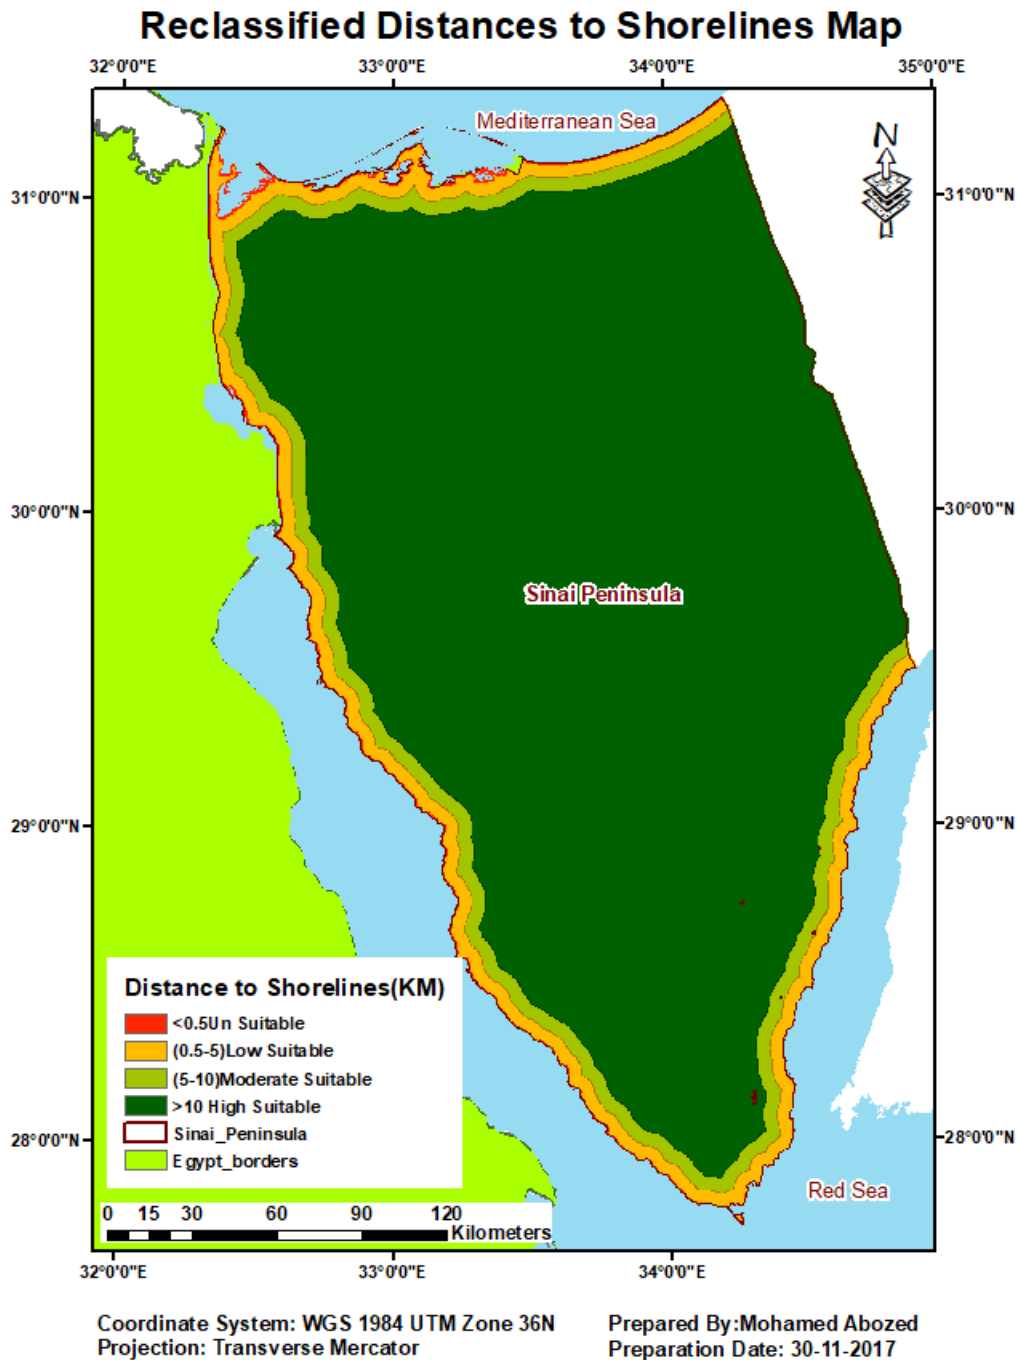 Reclassified Distances to Shorelines Map
32°0'0"E 33°0'0"E 34°0'0"E 35°0'0"E
Mediterranean Sea
N
31°0'0"N 31°0'0"N
30°0'0"N 30°0'0"N
Sinai Peninsula
29°0'0"N 29°0'0"N
Distance to Shorelines(KM)
<0.5Un Suitable
(0.5-5)Low Suitable
(5-10)Moderate Suitable
>10 High Suitable
Sinai_Peninsula
Egypt_borders
28°0'0"N 28°0'0"N
Red Sea
0 15 30 60 90 120
Kilometers
32°0'0"E 33°0'0"E 34°0'0"E
Coordinate System: WGS 1984 UTM Zone 36N
Projection: Transverse Mercator
Prepared By:Mohamed Abozed
Preparation Date: 30-11-2017